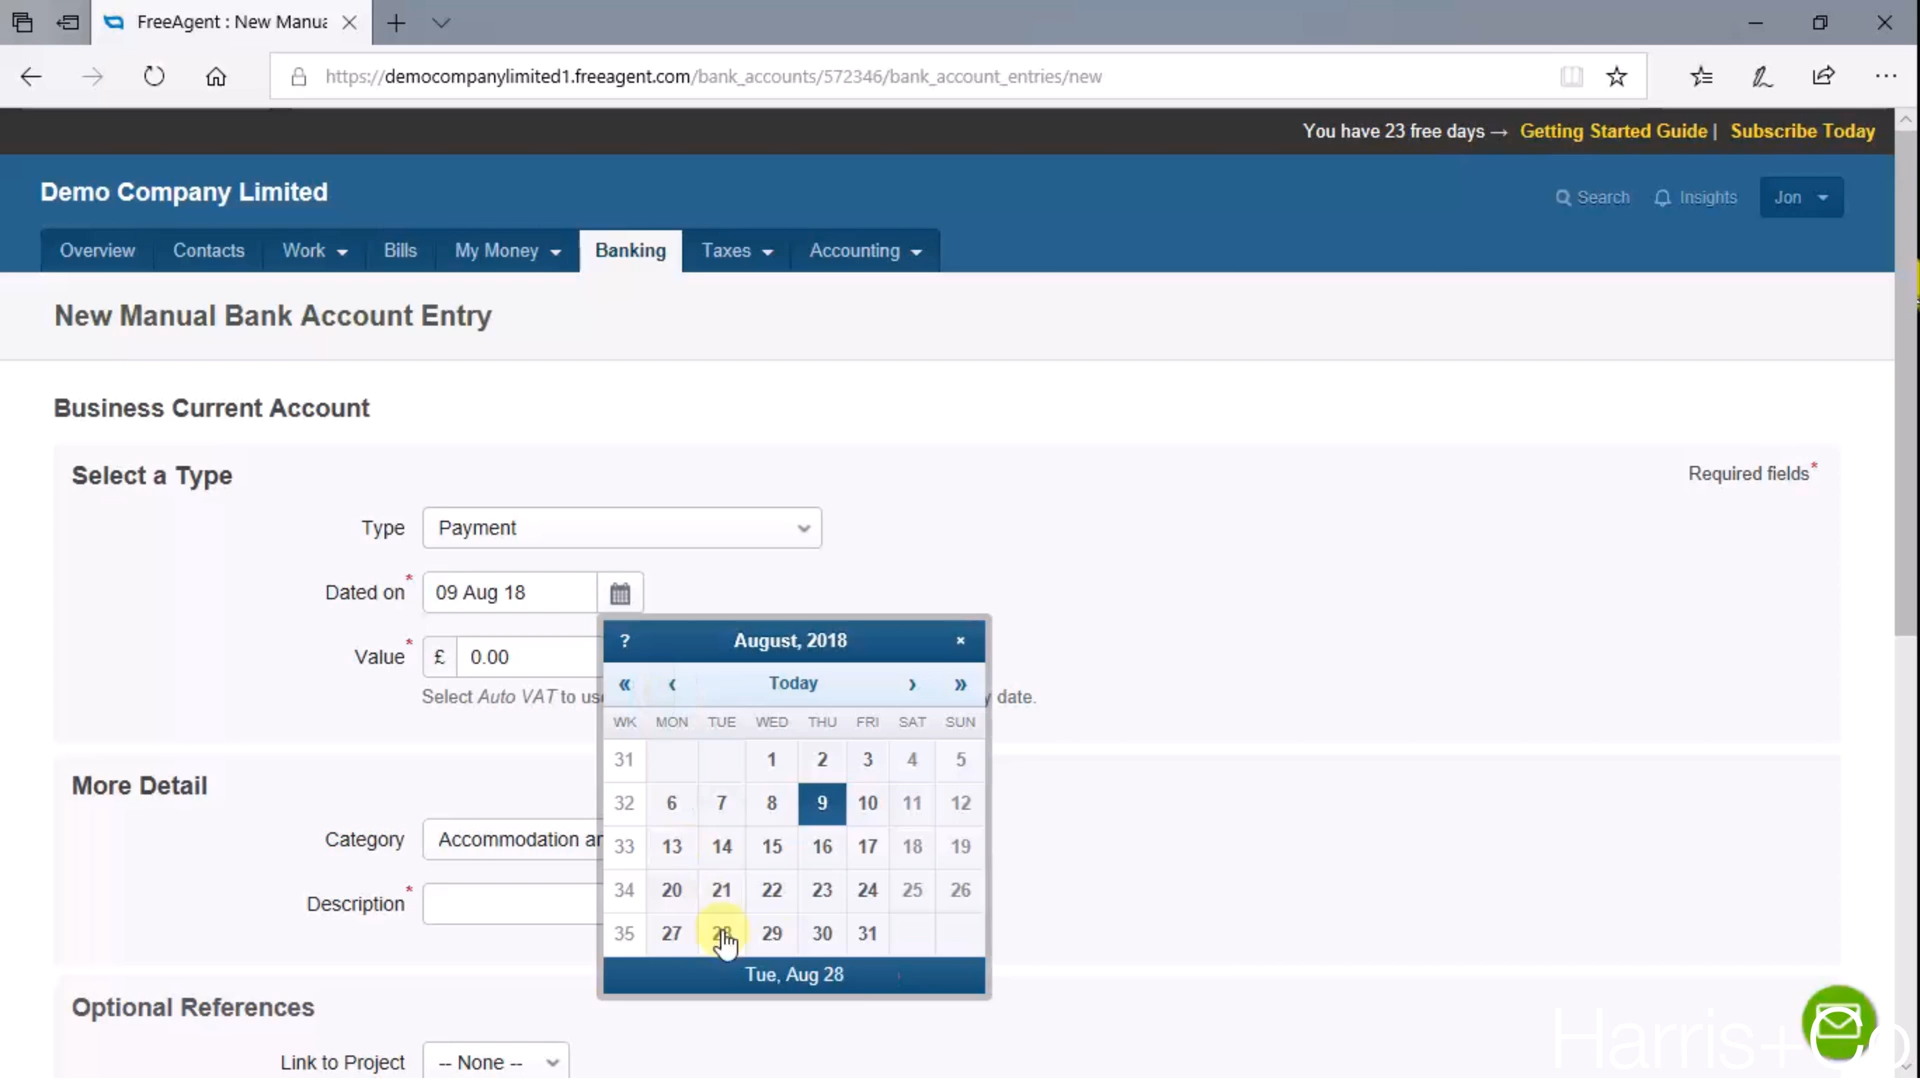 FreeAgent : New Manua
https://democompanylimited1.freeagent.com/bank_accounts/572346/bank_account_entries/new
You have 23 free days → Getting Started Guide | Subscribe Today
Demo Company Limited
Search Insights Jon
Overview Contacts Work Bills My Money Banking Taxes Accounting
New Manual Bank Account Entry
Business Current Account
Select a Type Required fields*
Type Payment
Dated on* 09 Aug 18
Value* £ 0.00
Select Auto VAT to us y date.
? August, 2018 ×
« ‹ Today › »
WK MON TUE WED THU FRI SAT SUN
31 1 2 3 4 5
32 6 7 8 9 10 11 12
33 13 14 15 16 17 18 19
34 20 21 22 23 24 25 26
35 27 28 29 30 31
Tue, Aug 28
More Detail
Category Accommodation an
Description*
Optional References
Link to Project -- None --
Harris+Co